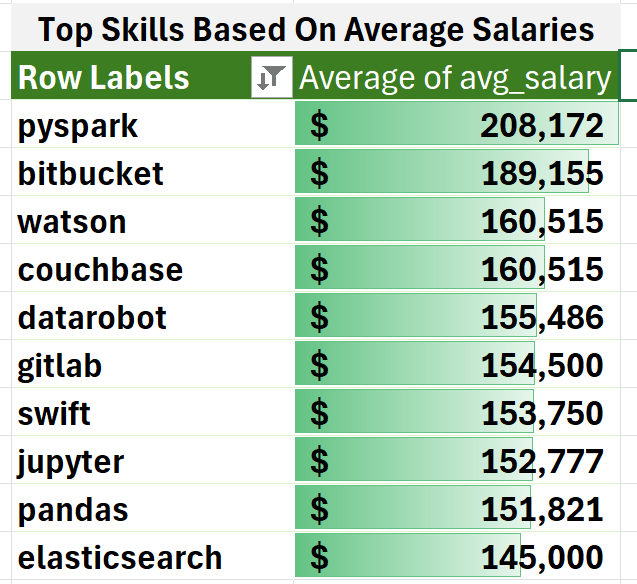 Top Skills Based On Average Salaries
Row Labels Average of avg_salary
pyspark $ 208,172
bitbucket $ 189,155
watson $ 160,515
couchbase $ 160,515
datarobot $ 155,486
gitlab $ 154,500
swift $ 153,750
jupyter $ 152,777
pandas $ 151,821
elasticsearch $ 145,000